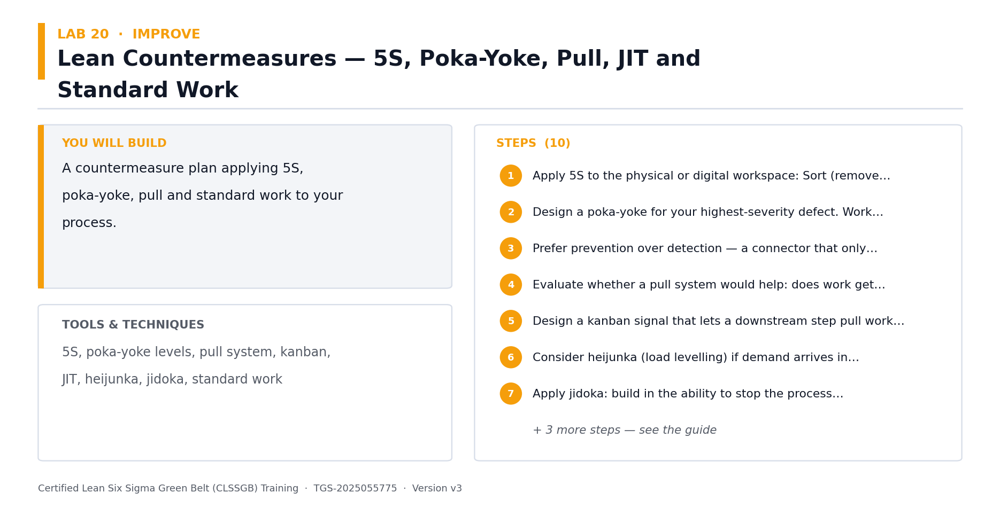 LAB 20 · IMPROVE
Lean Countermeasures — 5S, Poka-Yoke, Pull, JIT and
Standard Work
YOU WILL BUILD
A countermeasure plan applying 5S,
poka-yoke, pull and standard work to your
process.
TOOLS & TECHNIQUES
5S, poka-yoke levels, pull system, kanban,
JIT, heijunka, jidoka, standard work
STEPS (10)
1 Apply 5S to the physical or digital workspace: Sort (remove…
2 Design a poka-yoke for your highest-severity defect. Work…
3 Prefer prevention over detection — a connector that only…
4 Evaluate whether a pull system would help: does work get…
5 Design a kanban signal that lets a downstream step pull work…
6 Consider heijunka (load levelling) if demand arrives in…
7 Apply jidoka: build in the ability to stop the process…
+ 3 more steps — see the guide
Certified Lean Six Sigma Green Belt (CLSSGB) Training · TGS-2025055775 · Version v3